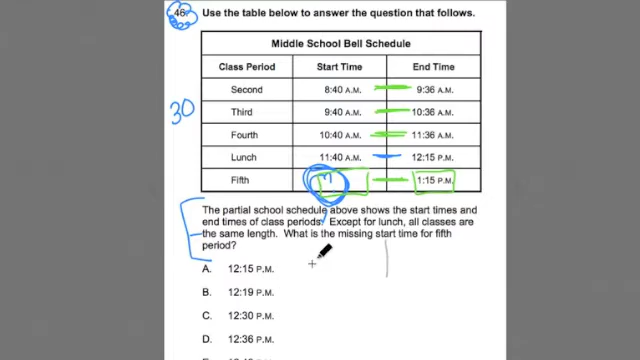 46. Use the table below to answer the question that follows.
Middle School Bell Schedule
Class Period Start Time End Time
Second 8:40 A.M. 9:36 A.M.
Third 9:40 A.M. 10:36 A.M.
30
Fourth 10:40 A.M. 11:36 A.M.
Lunch 11:40 A.M. 12:15 P.M.
Fifth ? 1:15 P.M.
The partial school schedule above shows the start times and
end times of class periods. Except for lunch, all classes are
the same length. What is the missing start time for fifth
period?
A. 12:15 P.M.
B. 12:19 P.M.
C. 12:30 P.M.
D. 12:36 P.M.